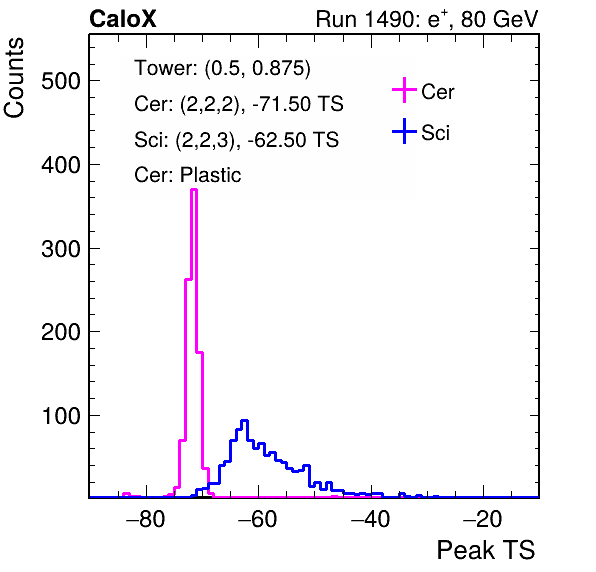 CaloX Run 1490: e⁺, 80 GeV
Counts
Tower: (0.5, 0.875)
Cer: (2,2,2), -71.50 TS
Sci: (2,2,3), -62.50 TS
Cer: Plastic
Cer
Sci
500
400
300
200
100
−80 −60 −40 −20
Peak TS